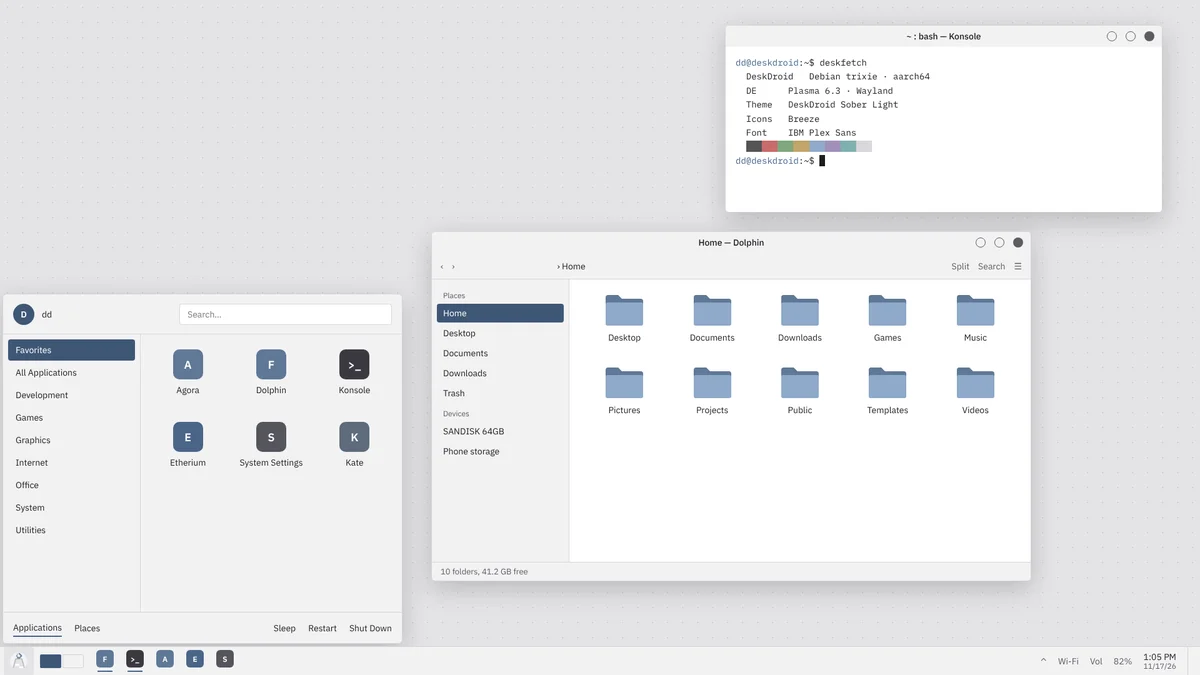 ~ : bash — Konsole
dd@deskdroid:~$ deskfetch
DeskDroid Debian trixie · aarch64
DE Plasma 6.3 · Wayland
Theme DeskDroid Sober Light
Icons Breeze
Font IBM Plex Sans
dd@deskdroid:~$
Home — Dolphin
‹ › › Home Split Search ☰
Places
Home
Desktop
Documents
Downloads
Trash
Devices
SANDISK 64GB
Phone storage
Desktop Documents Downloads Games Music
Pictures Projects Public Templates Videos
10 folders, 41.2 GB free
D dd Search...
Favorites
All Applications
Development
Games
Graphics
Internet
Office
System
Utilities
A F >_
Agora Dolphin Konsole
E S K
Etherium System Settings Kate
Applications Places Sleep Restart Shut Down
F >_ A E S
^ Wi-Fi Vol 82% 1:05 PM
11/17/26